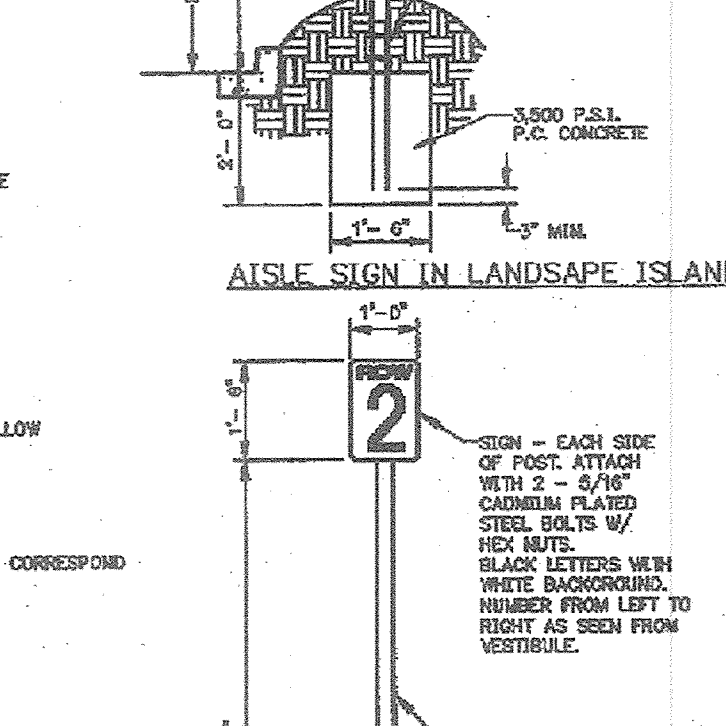 3,500 P.S.I.
P.C. CONCRETE
2'- 0"
1'- 6"
3" MIN.
AISLE SIGN IN LANDSAPE ISLAN
1'-0"
ROW
2
1'- 6"
LLOW
SIGN - EACH SIDE
OF POST. ATTACH
WITH 2 - 5/16"
CADMIUM PLATED
STEEL BOLTS W/
HEX NUTS.
BLACK LETTERS WITH
WHITE BACKGROUND.
NUMBER FROM LEFT TO
RIGHT AS SEEN FROM
VESTIBULE.
CORRESPOND